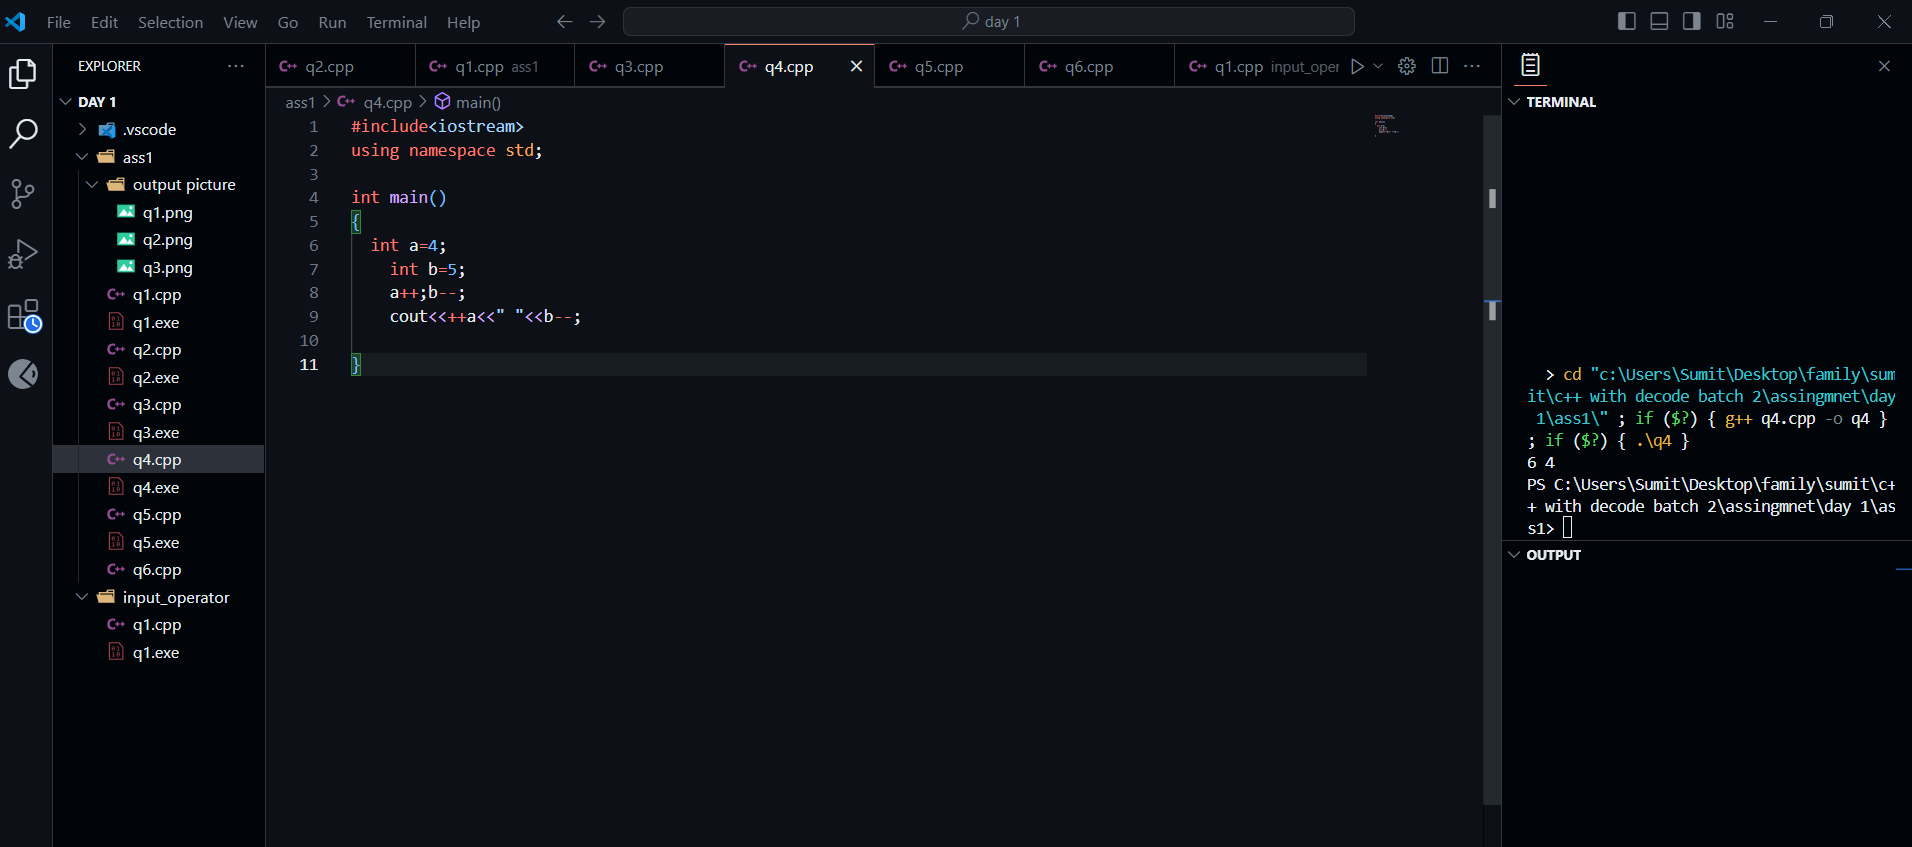 File Edit Selection View Go Run Terminal Help
day 1
EXPLORER
DAY 1
.vscode
ass1
output picture
q1.png
q2.png
q3.png
q1.cpp
q1.exe
q2.cpp
q2.exe
q3.cpp
q3.exe
q4.cpp
q4.exe
q5.cpp
q5.exe
q6.cpp
input_operator
q1.cpp
q1.exe
q2.cpp q1.cpp ass1 q3.cpp q4.cpp q5.cpp q6.cpp q1.cpp input_oper
ass1 > q4.cpp > main()
1 #include<iostream>
2 using namespace std;
3
4 int main()
5 {
6 int a=4;
7 int b=5;
8 a++;b--;
9 cout<<++a<<" "<<b--;
10
11 }
TERMINAL
> cd "c:\Users\Sumit\Desktop\family\sum
it\c++ with decode batch 2\assingmnet\day
1\ass1\" ; if ($?) { g++ q4.cpp -o q4 }
; if ($?) { .\q4 }
6 4
PS C:\Users\Sumit\Desktop\family\sumit\c+
+ with decode batch 2\assingmnet\day 1\as
s1>
OUTPUT